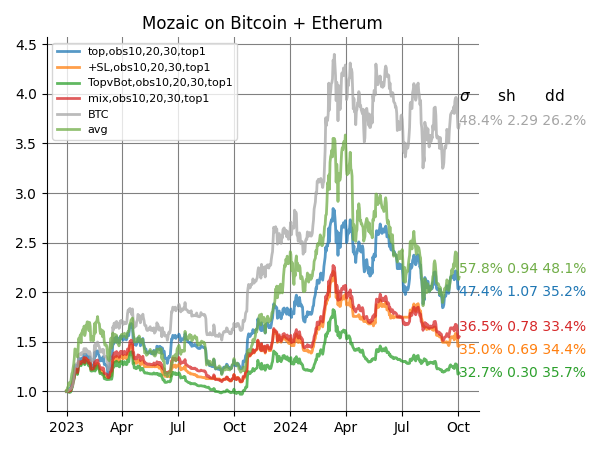 Mozaic on Bitcoin + Etherum
4.5
4.0
3.5
3.0
2.5
2.0
1.5
1.0
top,obs10,20,30,top1
+SL,obs10,20,30,top1
TopvBot,obs10,20,30,top1
mix,obs10,20,30,top1
BTC
avg
σ sh dd
48.4% 2.29 26.2%
57.8% 0.94 48.1%
47.4% 1.07 35.2%
36.5% 0.78 33.4%
35.0% 0.69 34.4%
32.7% 0.30 35.7%
2023 Apr Jul Oct 2024 Apr Jul Oct